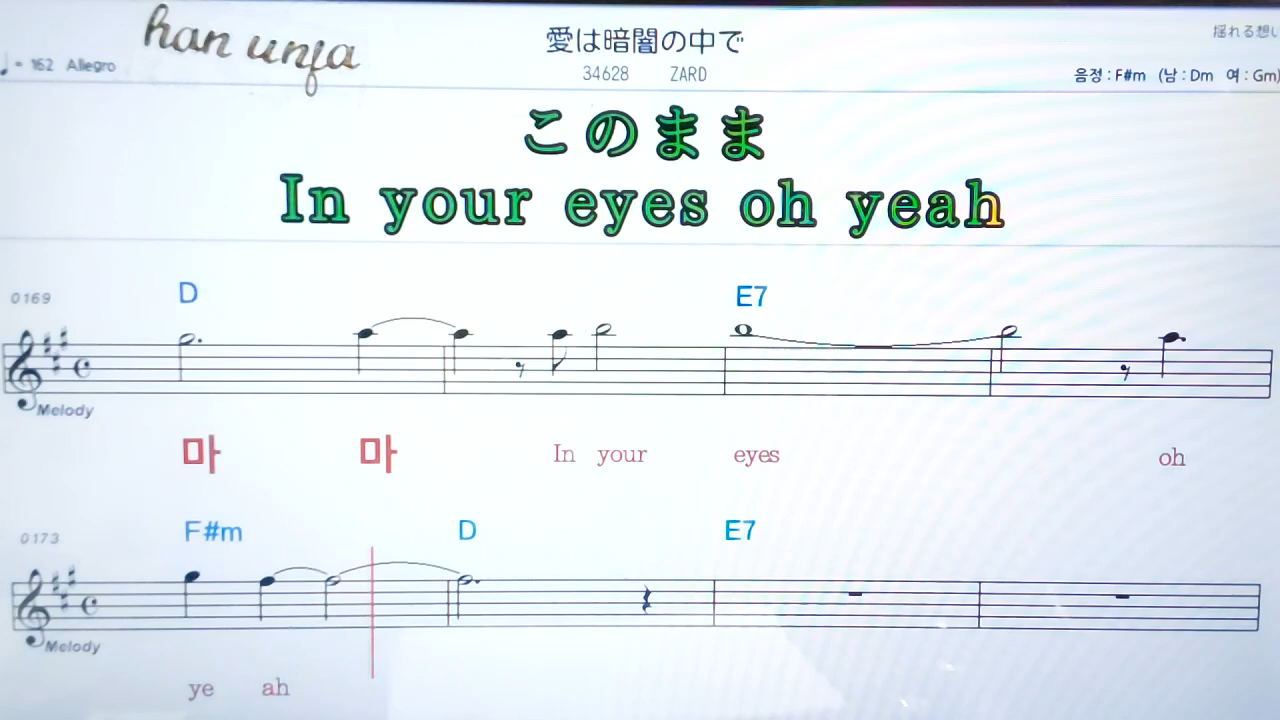 han unfa
愛は暗闇の中で
♩= 162 Allegro
34628 ZARD
揺れる想い
음정 : F#m (남 : Dm 여 : Gm)
このまま
In your eyes oh yeah
0169
D E7
Melody
마 마 In your eyes oh
0173
F#m D E7
Melody
ye ah